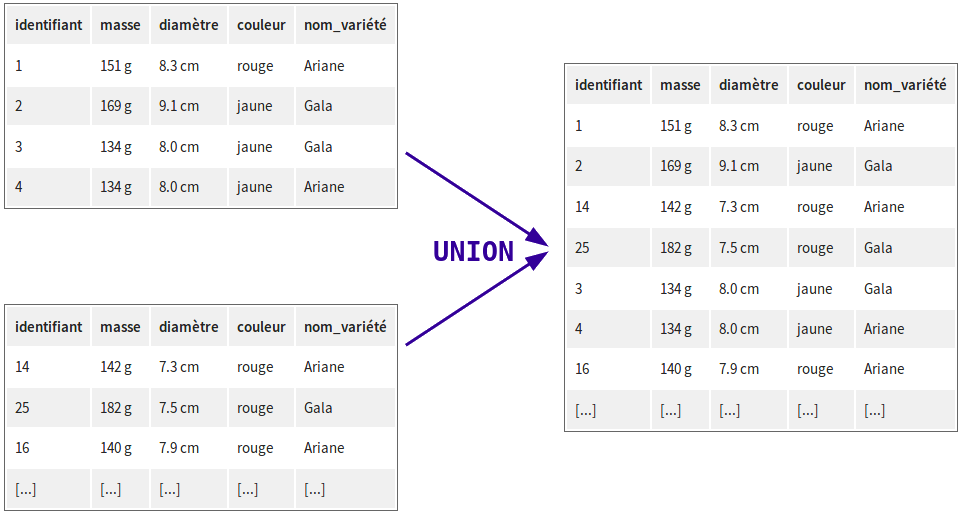 identifiant masse diamètre couleur nom_variété
1 151 g 8.3 cm rouge Ariane
2 169 g 9.1 cm jaune Gala
3 134 g 8.0 cm jaune Gala
4 134 g 8.0 cm jaune Ariane
UNION
identifiant masse diamètre couleur nom_variété
14 142 g 7.3 cm rouge Ariane
25 182 g 7.5 cm rouge Gala
16 140 g 7.9 cm rouge Ariane
[...] [...] [...] [...] [...]
identifiant masse diamètre couleur nom_variété
1 151 g 8.3 cm rouge Ariane
2 169 g 9.1 cm jaune Gala
14 142 g 7.3 cm rouge Ariane
25 182 g 7.5 cm rouge Gala
3 134 g 8.0 cm jaune Gala
4 134 g 8.0 cm jaune Ariane
16 140 g 7.9 cm rouge Ariane
[...] [...] [...] [...] [...]